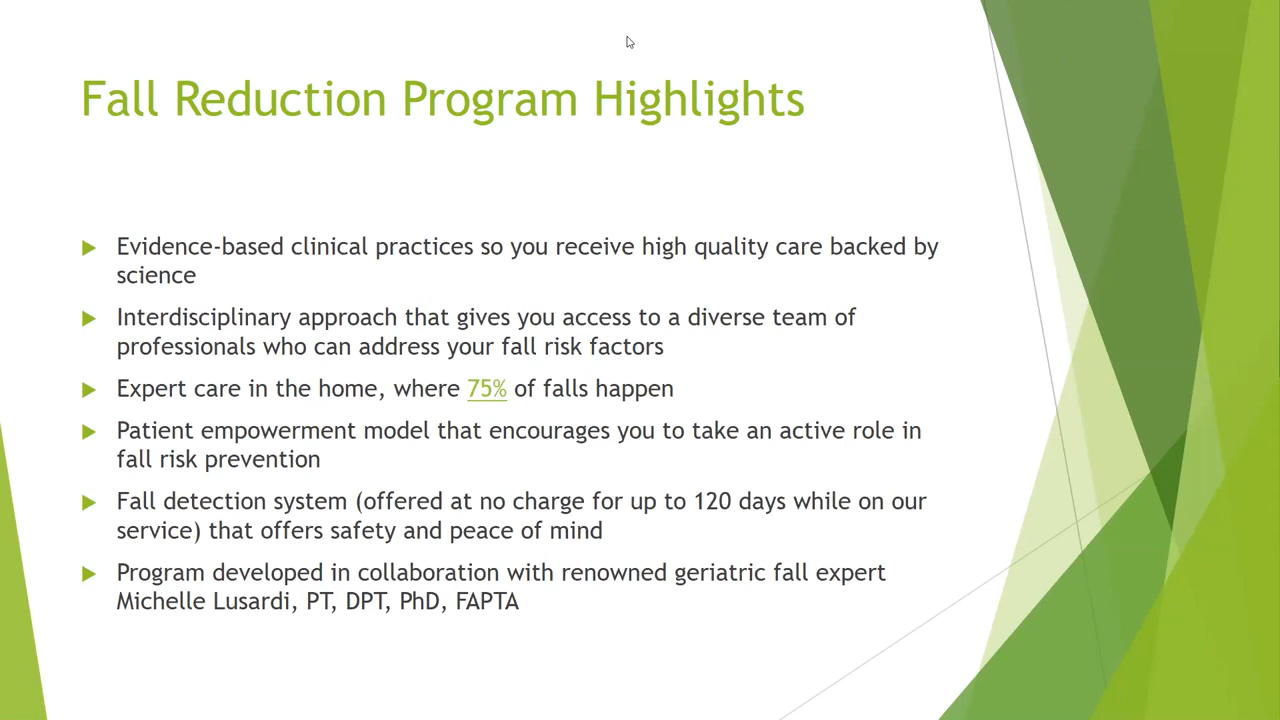 Fall Reduction Program Highlights
Evidence-based clinical practices so you receive high quality care backed by
science
Interdisciplinary approach that gives you access to a diverse team of
professionals who can address your fall risk factors
Expert care in the home, where 75% of falls happen
Patient empowerment model that encourages you to take an active role in
fall risk prevention
Fall detection system (offered at no charge for up to 120 days while on our
service) that offers safety and peace of mind
Program developed in collaboration with renowned geriatric fall expert
Michelle Lusardi, PT, DPT, PhD, FAPTA